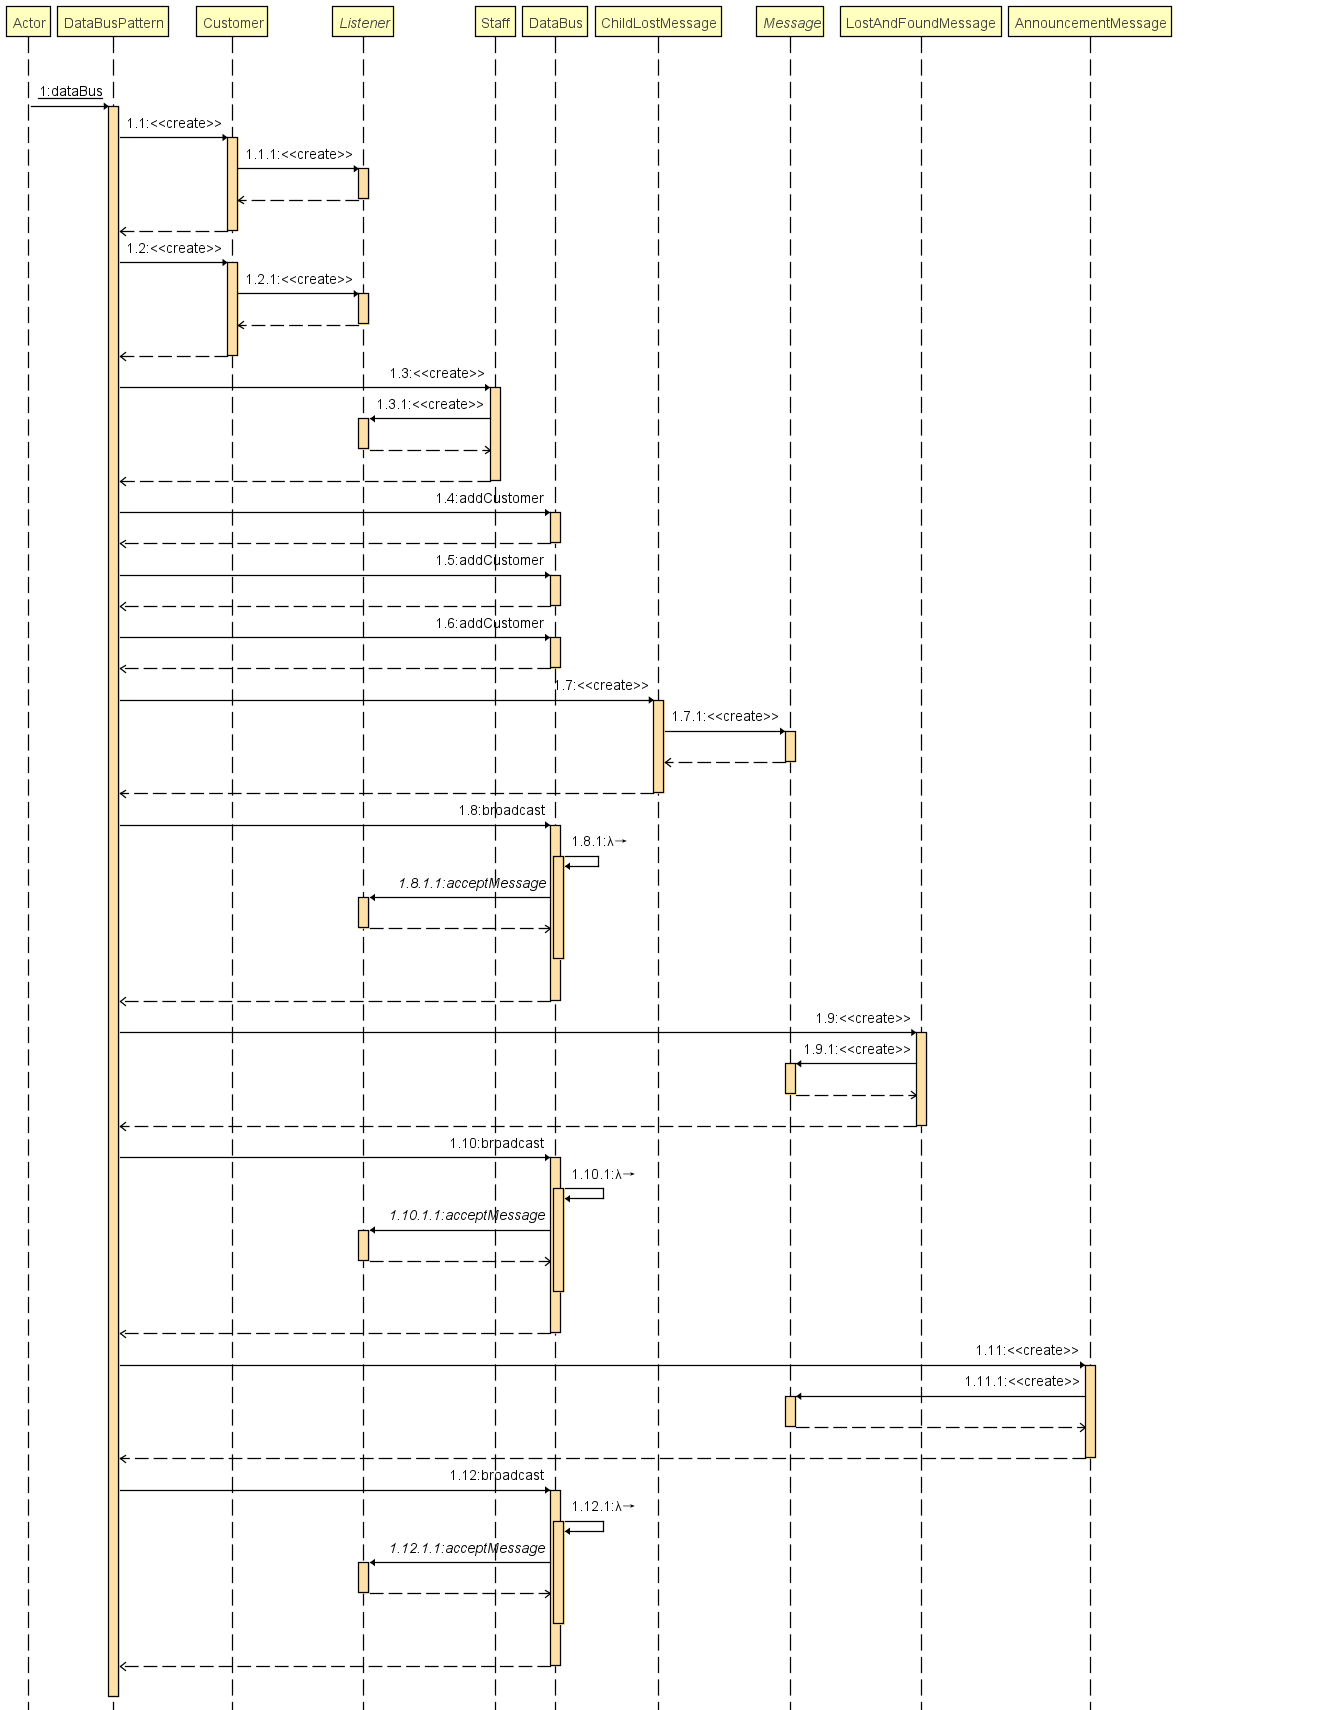 Actor DataBusPattern Customer Listener Staff DataBus ChildLostMessage Message LostAndFoundMessage AnnouncementMessage
1:dataBus
1.1:<<create>>
1.1.1:<<create>>
1.2:<<create>>
1.2.1:<<create>>
1.3:<<create>>
1.3.1:<<create>>
1.4:addCustomer
1.5:addCustomer
1.6:addCustomer
1.7:<<create>>
1.7.1:<<create>>
1.8:broadcast
1.8.1:λ→
1.8.1.1:acceptMessage
1.9:<<create>>
1.9.1:<<create>>
1.10:broadcast
1.10.1:λ→
1.10.1.1:acceptMessage
1.11:<<create>>
1.11.1:<<create>>
1.12:broadcast
1.12.1:λ→
1.12.1.1:acceptMessage